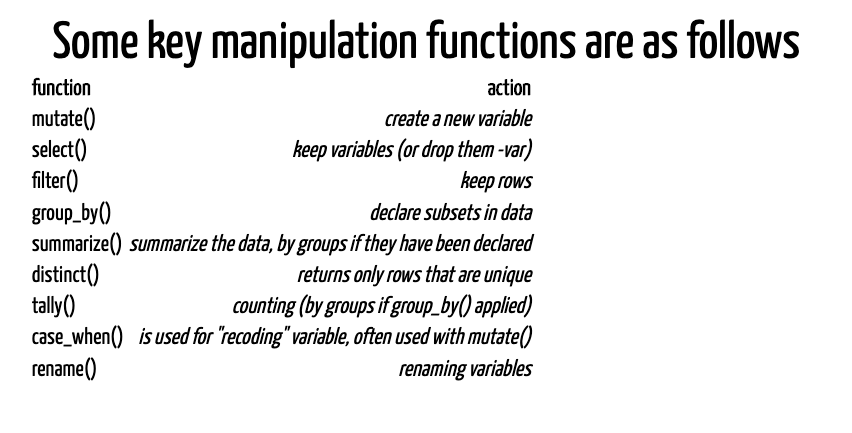 Some key manipulation functions are as follows
function action
mutate() create a new variable
select() keep variables (or drop them -var)
filter() keep rows
group_by() declare subsets in data
summarize() summarize the data, by groups if they have been declared
distinct() returns only rows that are unique
tally() counting (by groups if group_by() applied)
case_when() is used for "recoding" variable, often used with mutate()
rename() renaming variables